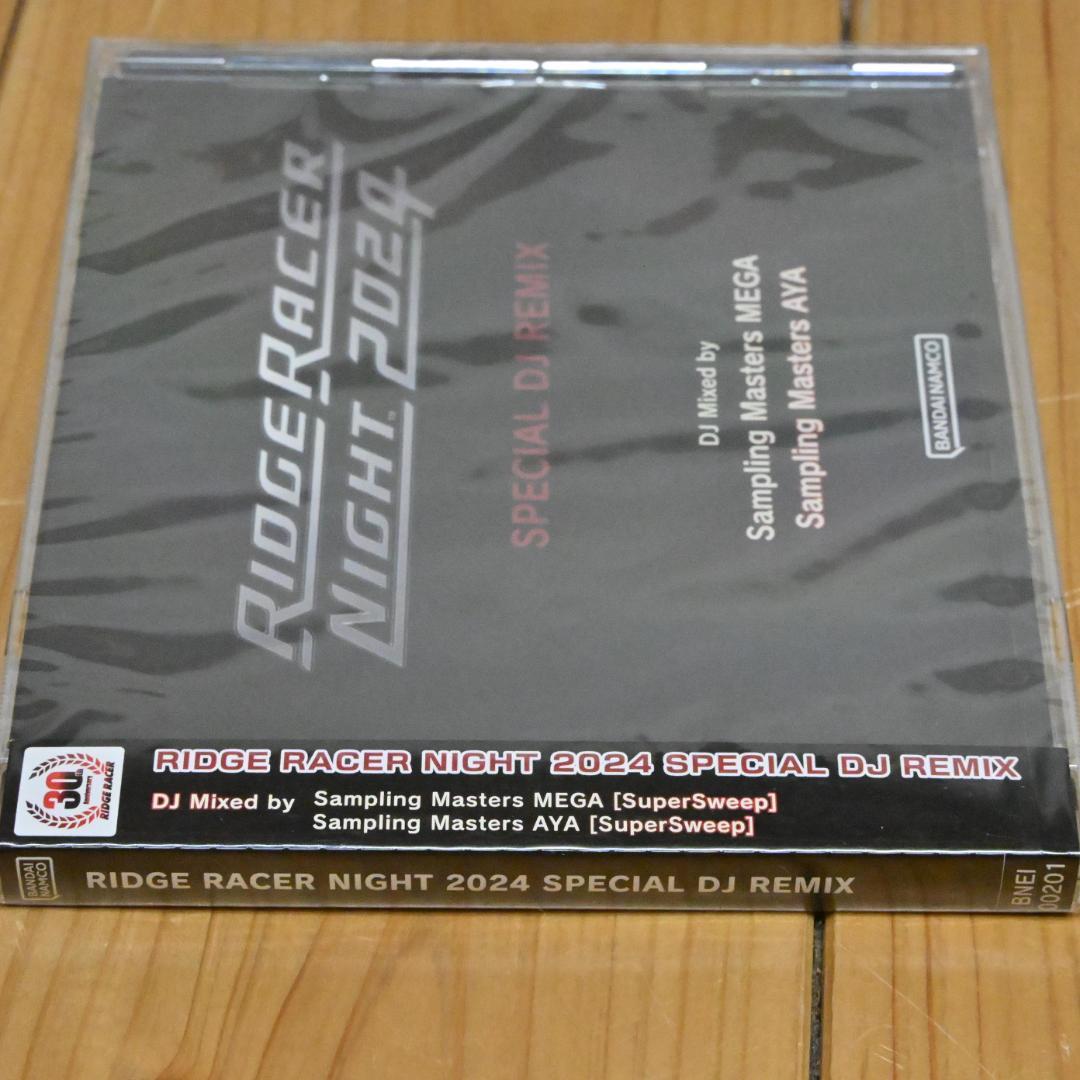 RIDGE RACER
NIGHT™ 2024
SPECIAL DJ REMIX
DJ Mixed by
Sampling Masters MEGA
Sampling Masters AYA
BANDAI NAMCO
30th
Anniversary
RIDGE RACER
RIDGE RACER NIGHT 2024 SPECIAL DJ REMIX
DJ Mixed by Sampling Masters MEGA [SuperSweep]
Sampling Masters AYA [SuperSweep]
BANDAI
NAMCO
RIDGE RACER NIGHT 2024 SPECIAL DJ REMIX
BNEI
00201